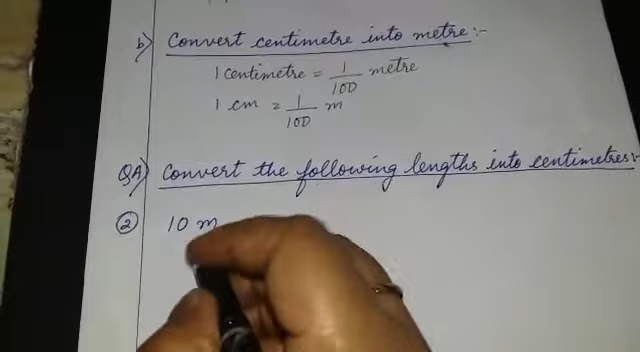 b) Convert centimetre into metre:-
1 centimetre = 1/100 metre
1 cm = 1/100 m
QA) Convert the following lengths into centimetres:-
② 10 m